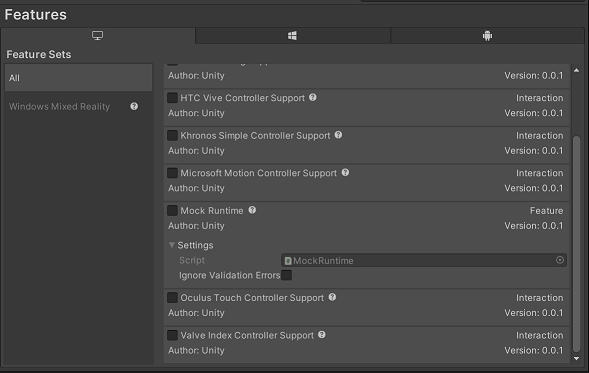 Features
Feature Sets
All
Windows Mixed Reality
Author: Unity Version: 0.0.1
HTC Vive Controller Support Interaction
Author: Unity Version: 0.0.1
Khronos Simple Controller Support Interaction
Author: Unity Version: 0.0.1
Microsoft Motion Controller Support Interaction
Author: Unity Version: 0.0.1
Mock Runtime Feature
Author: Unity Version: 0.0.1
Settings
Script MockRuntime
Ignore Validation Errors
Oculus Touch Controller Support Interaction
Author: Unity Version: 0.0.1
Valve Index Controller Support Interaction
Author: Unity Version: 0.0.1